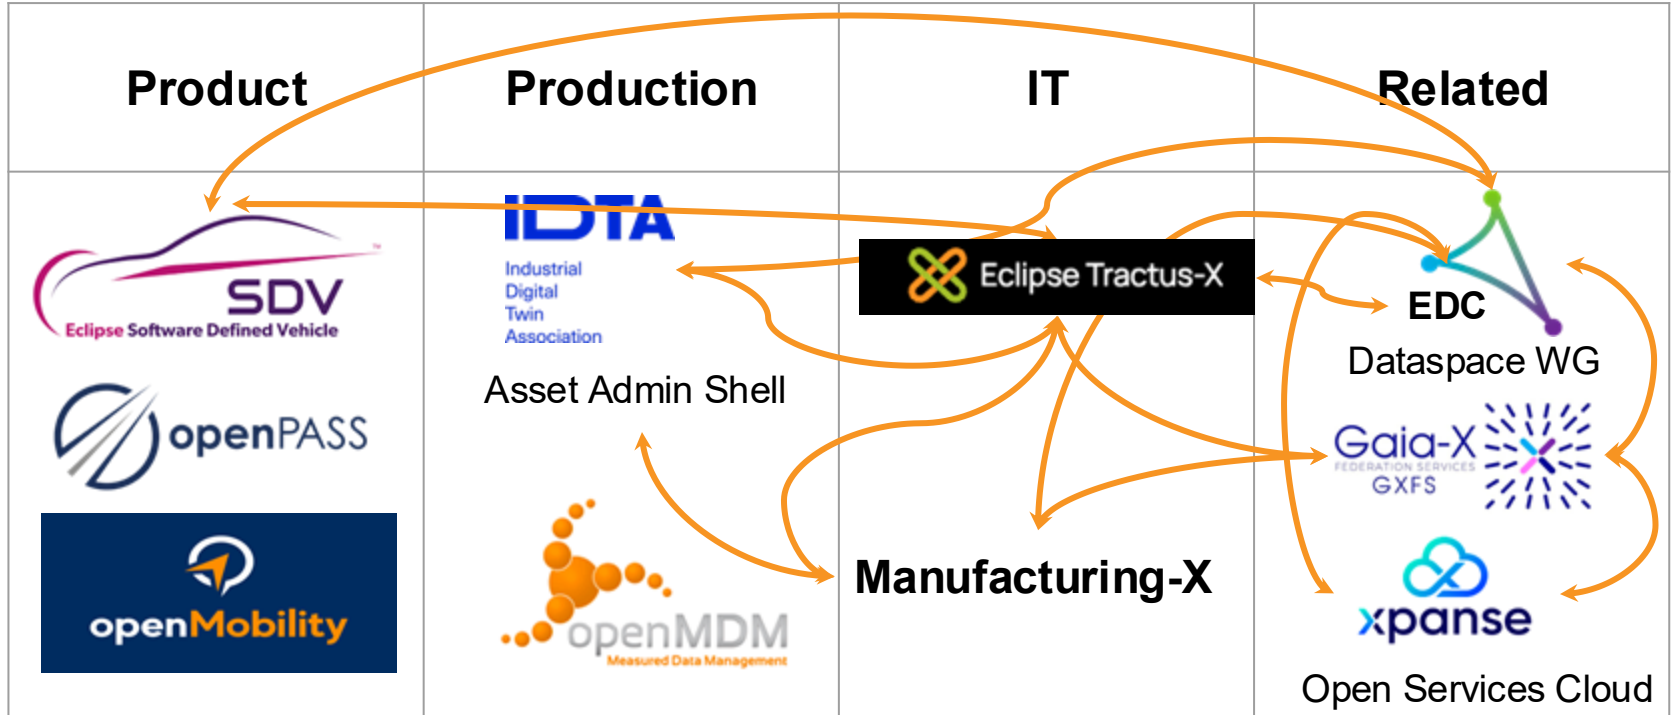 Product
Production
IT
Related
SDV
™
Eclipse Software Defined Vehicle
openPASS
openMobility
IDTA
Industrial
Digital
Twin
Association
Asset Admin Shell
openMDM
Measured Data Management
Eclipse Tractus-X
Manufacturing-X
EDC
Dataspace WG
Gaia-X
FEDERATION SERVICES
GXFS
xpanse
Open Services Cloud